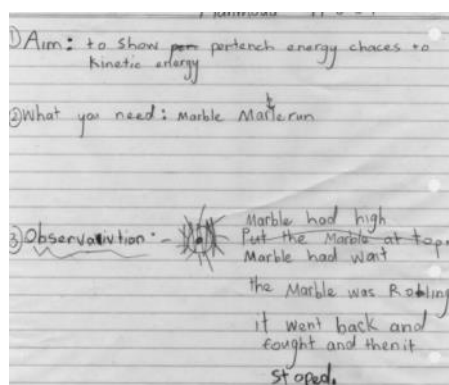 ① Aim: to show pertench energy chaces to
kinetic energy
② What you need: Marble Marlerun
③ Observaivtion -
Marble had high
Put the Marble at top.
Marble had wait
the Marble was Robling
it went back and
fought and then it
stoped.